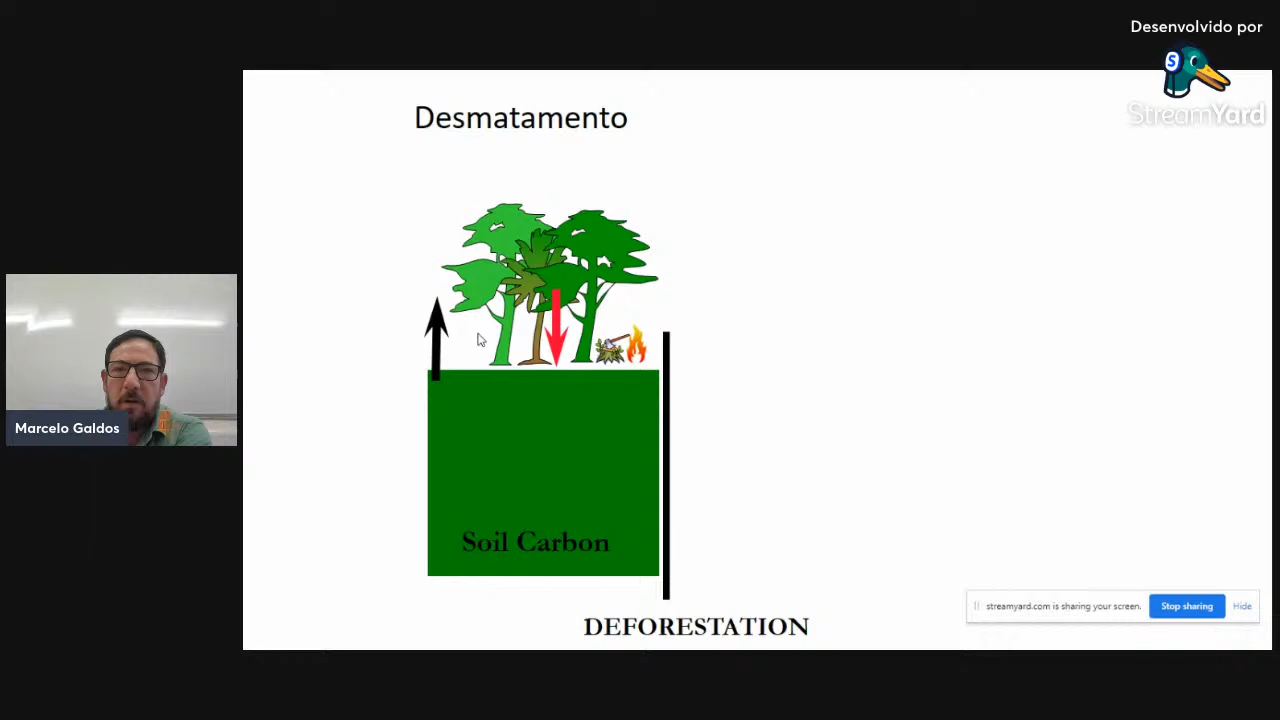 Desenvolvido por
StreamYard
Desmatamento
Marcelo Galdos
Soil Carbon
streamyard.com is sharing your screen.
Stop sharing
Hide
DEFORESTATION